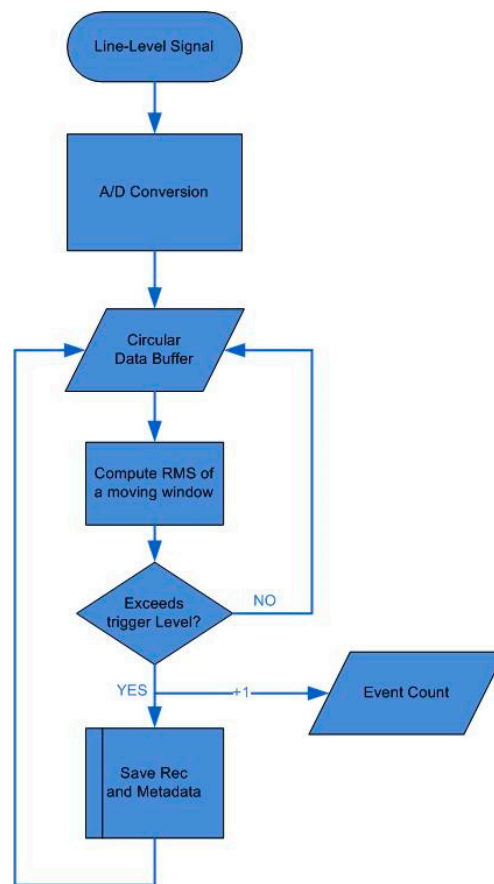 Line-Level Signal
A/D Conversion
Circular
Data Buffer
Compute RMS of
a moving window
Exceeds
trigger Level?
NO
YES
+1
Event Count
Save Rec
and Metadata